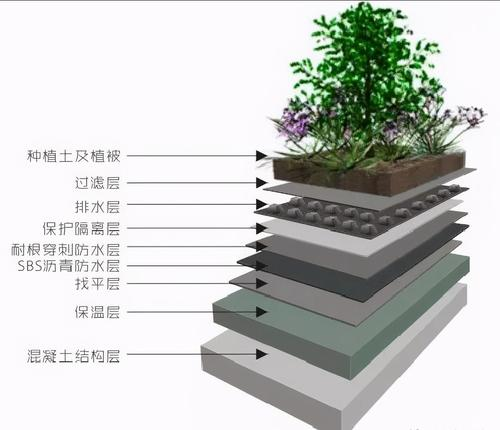 种植土及植被
过滤层
排水层
保护隔离层
耐根穿刺防水层
SBS沥青防水层
找平层
保温层
混凝土结构层